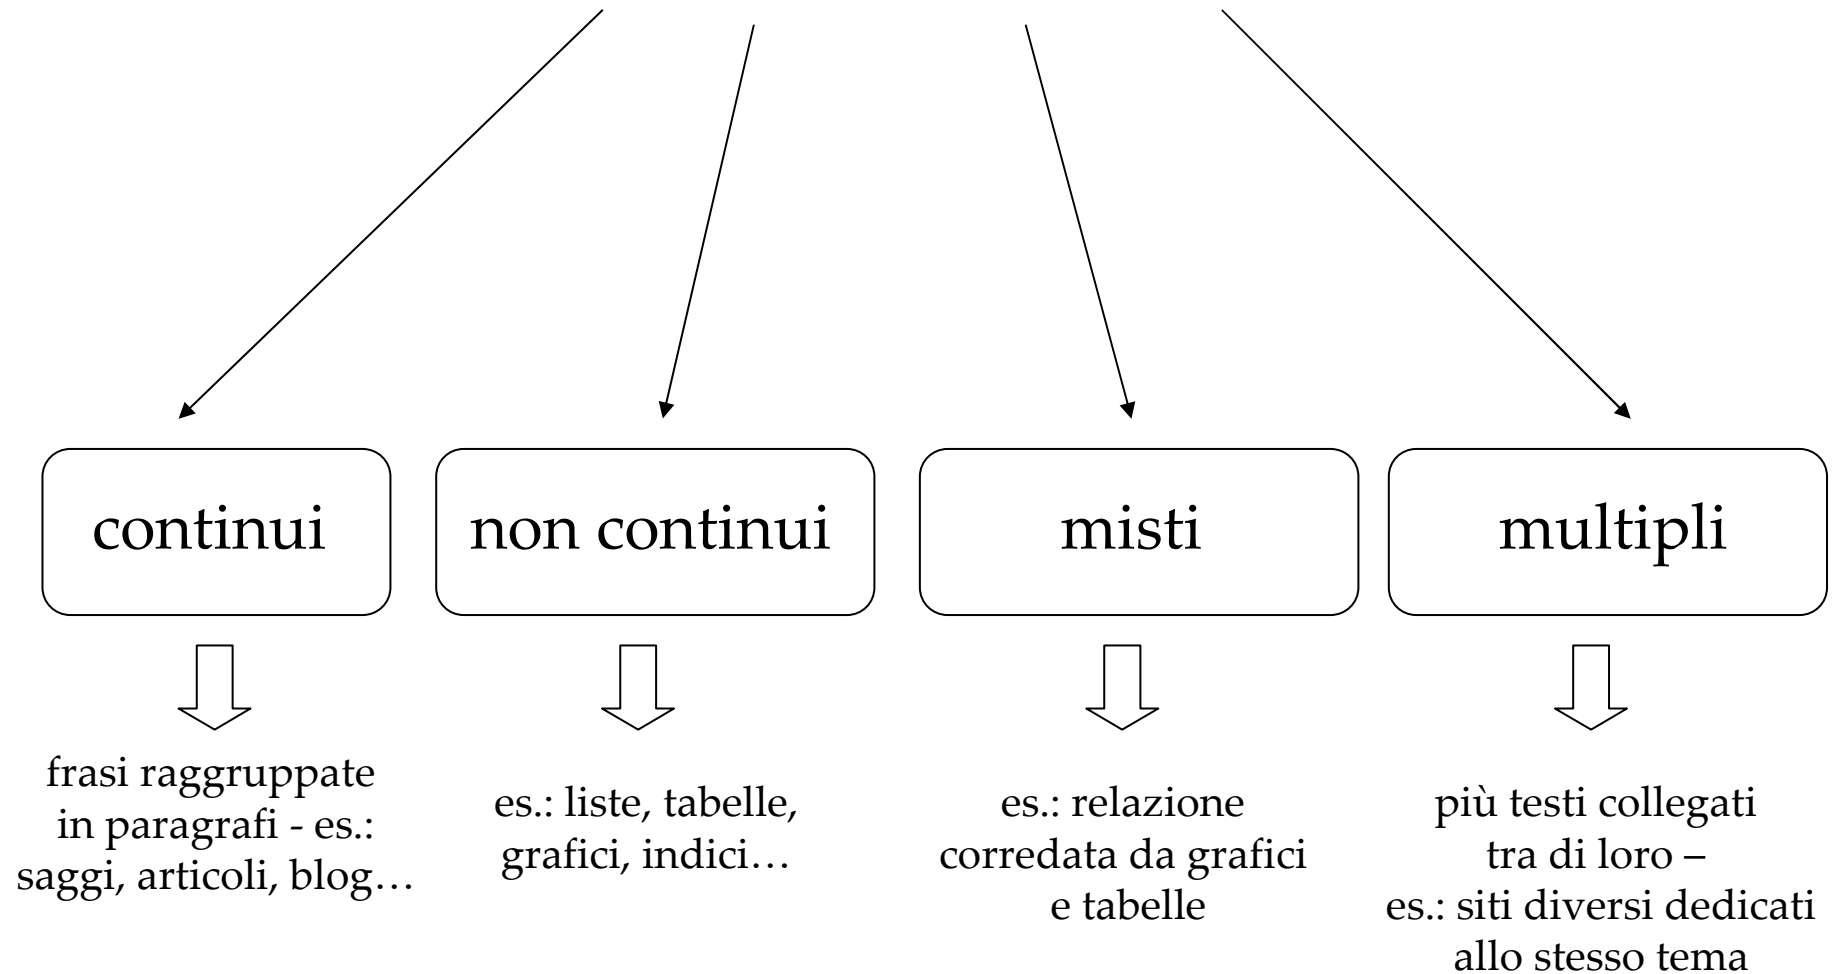 continui
non continui
misti
multipli
frasi raggruppate
in paragrafi - es.:
saggi, articoli, blog…
es.: liste, tabelle,
grafici, indici…
es.: relazione
corredata da grafici
e tabelle
più testi collegati
tra di loro –
es.: siti diversi dedicati
allo stesso tema